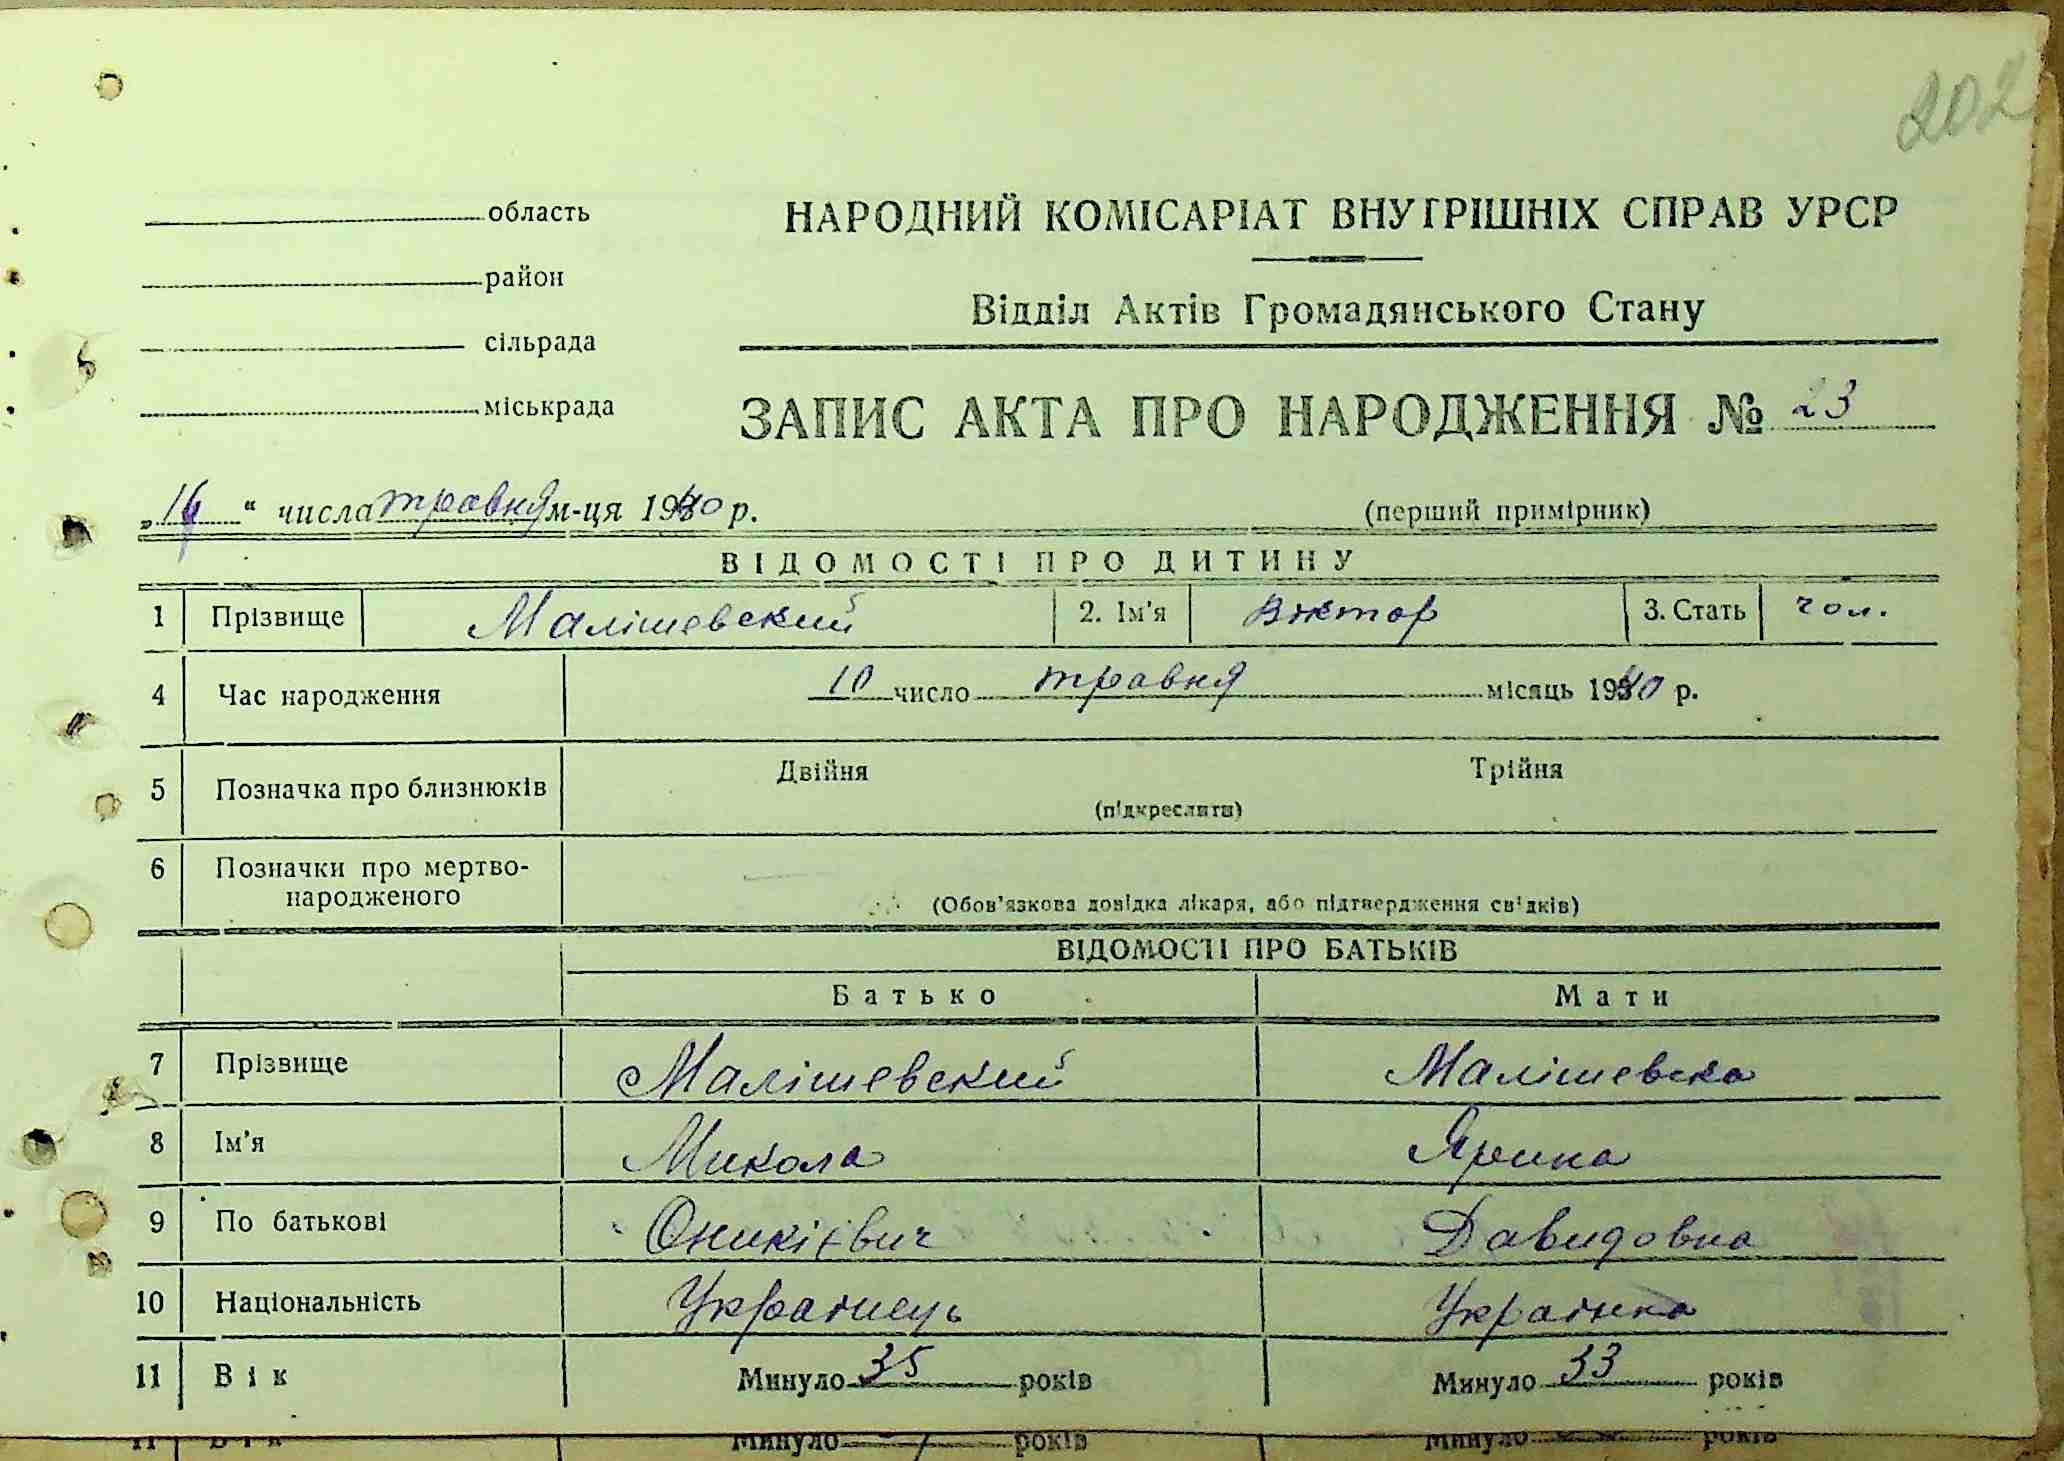 202
область
район
сільрада
міськрада
НАРОДНИЙ КОМІСАРІАТ ВНУТРІШНІХ СПРАВ УРСР
Відділ Актів Громадянського Стану
ЗАПИС АКТА ПРО НАРОДЖЕННЯ № 23
„ “ числа травня м-ця 1940 р. (перший примірник)
ВІДОМОСТІ ПРО ДИТИНУ
1 Прізвище Малішевский 2. Ім'я Віктор 3. Стать чол.
4 Час народження 10 число травня місяць 1940 р.
5 Позначка про близнюків Двійня Трійня
(підкреслити)
6 Позначки про мертво-
народженого
(Обов'язкова довідка лікаря, або підтвердження свідків)
ВІДОМОСТІ ПРО БАТЬКІВ
Батько Мати
7 Прізвище Малішевский Малішевска
8 Ім'я Микола Ярина
9 По батькові Оникієвич Давидовна
10 Національність Українець Українка
11 Вік Минуло 35 років Минуло 33 років
11 Вік Минуло років Минуло років